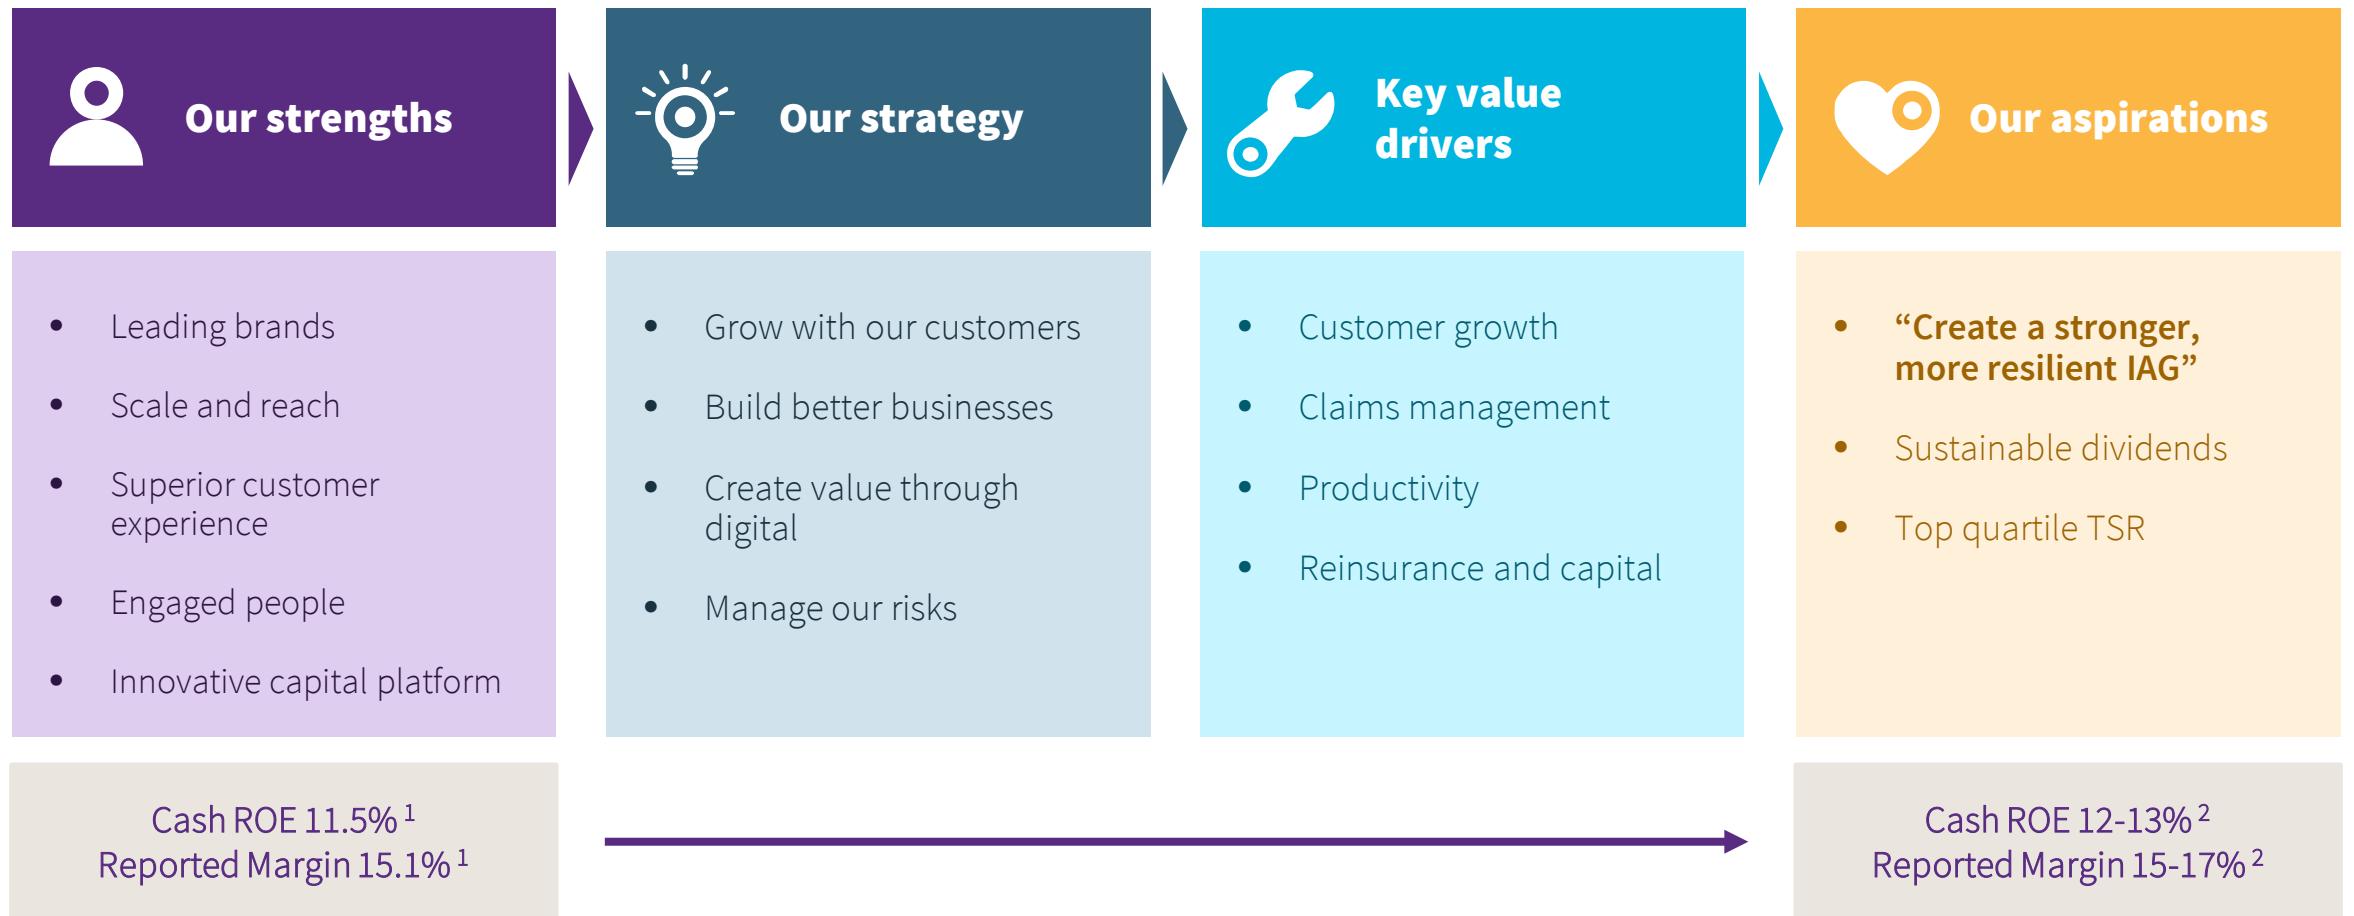 Our strengths
Our strategy
Key value
drivers
Our aspirations
• Leading brands
• Scale and reach
• Superior customer
experience
• Engaged people
• Innovative capital platform
• Grow with our customers
• Build better businesses
• Create value through
digital
• Manage our risks
• Customer growth
• Claims management
• Productivity
• Reinsurance and capital
• “Create a stronger,
more resilient IAG”
• Sustainable dividends
• Top quartile TSR
Cash ROE 11.5% 1
Reported Margin 15.1% 1
Cash ROE 12-13% 2
Reported Margin 15-17% 2